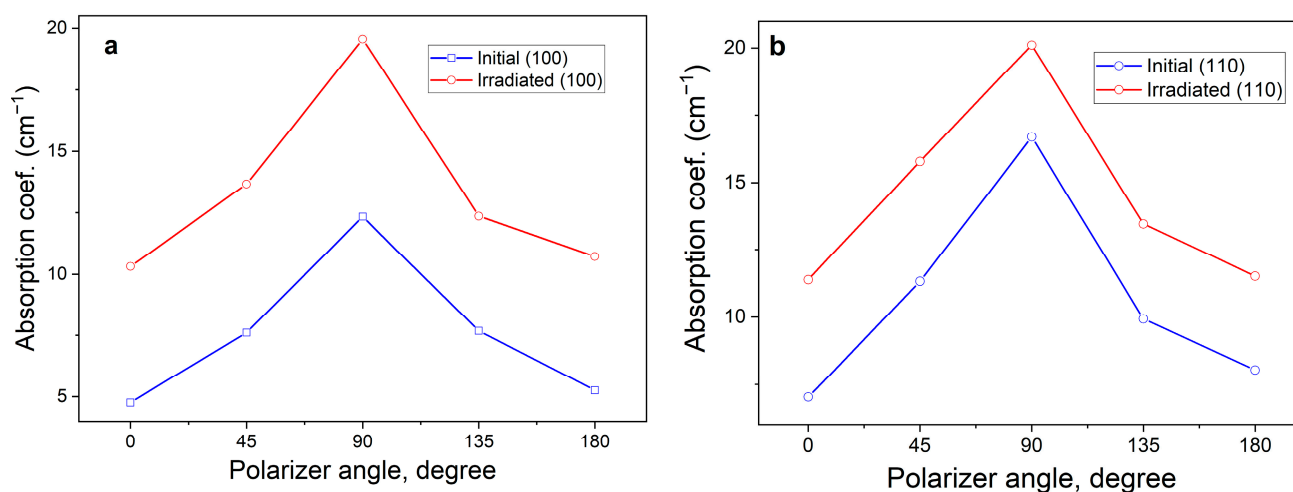 a
Initial (100)
Irradiated (100)
Absorption coef. (cm⁻¹)
20
15
10
5
0 45 90 135 180
Polarizer angle, degree
b
Initial (110)
Irradiated (110)
Absorption coef. (cm⁻¹)
20
15
10
0 45 90 135 180
Polarizer angle, degree